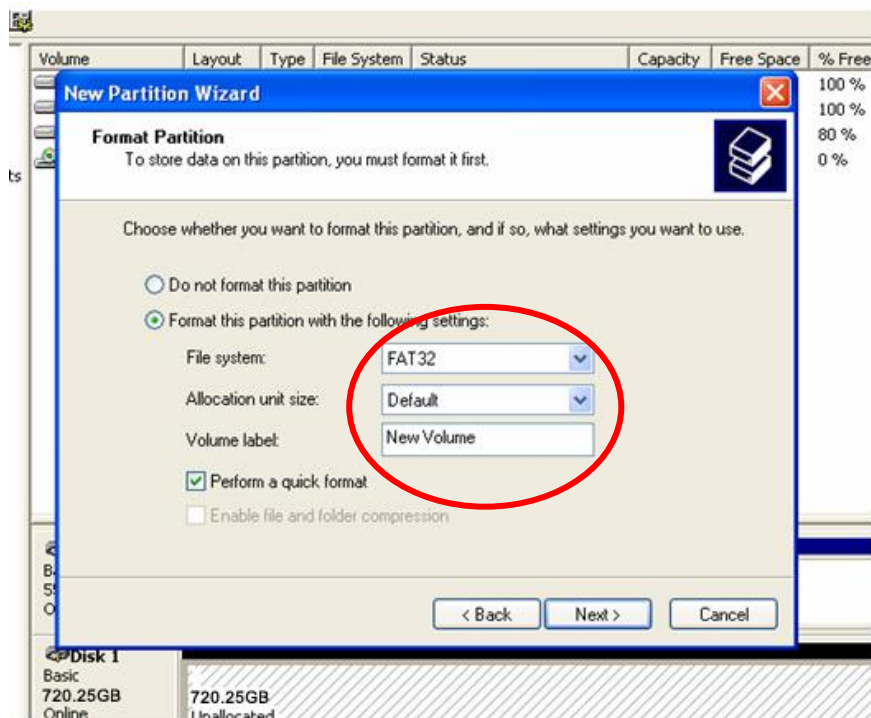 Volume Layout Type File System Status Capacity Free Space % Free
New Partition Wizard
100 %
100 %
80 %
0 %
Format Partition
To store data on this partition, you must format it first.
ts
Choose whether you want to format this partition, and if so, what settings you want to use.
Do not format this partition
Format this partition with the following settings:
File system: FAT32
Allocation unit size: Default
Volume label: New Volume
Perform a quick format
Enable file and folder compression
< Back Next > Cancel
Disk 1
Basic
720.25GB 720.25GB
Online Unallocated